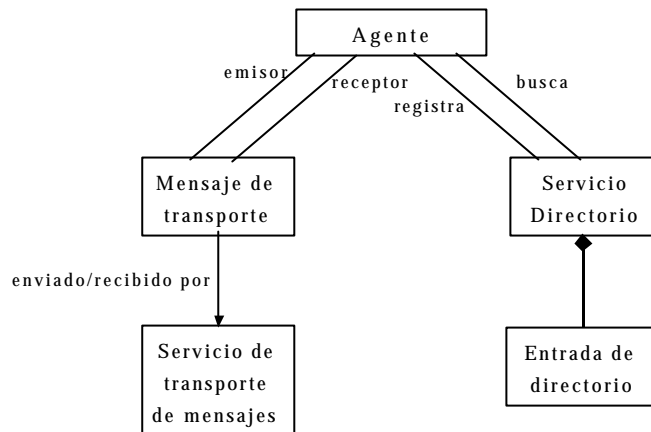 Agente
emisor
receptor
registra
busca
Mensaje de
transporte
Servicio
Directorio
enviado/recibido por
Servicio de
transporte
de mensajes
Entrada de
directorio